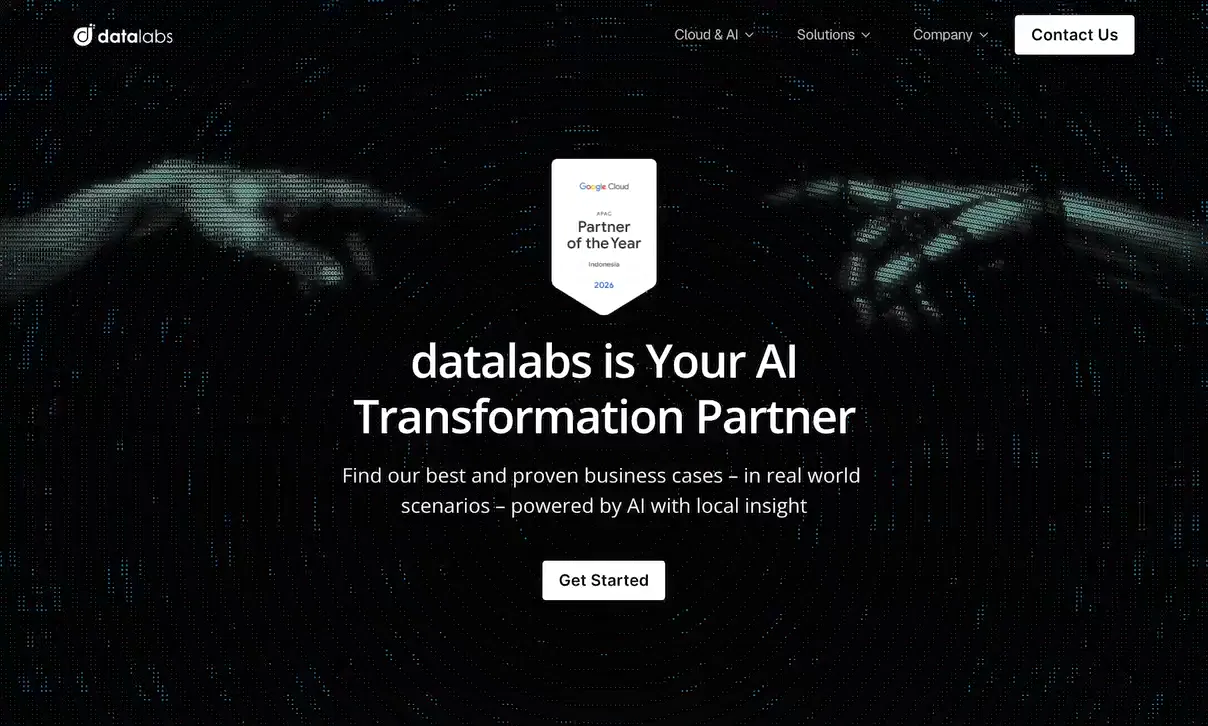 datalabs
Cloud & AI
Solutions
Company
Contact Us
Google Cloud
APAC
Partner
of the Year
Indonesia
2026
datalabs is Your AI
Transformation Partner
Find our best and proven business cases – in real world
scenarios – powered by AI with local insight
Get Started